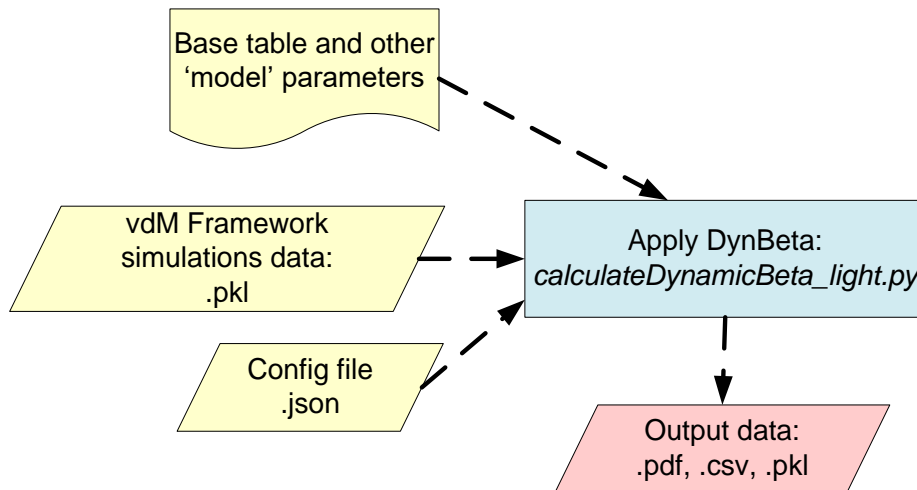 Base table and other
‘model’ parameters
vdM Framework
simulations data:
.pkl
Apply DynBeta:
calculateDynamicBeta_light.py
Config file
.json
Output data:
.pdf, .csv, .pkl